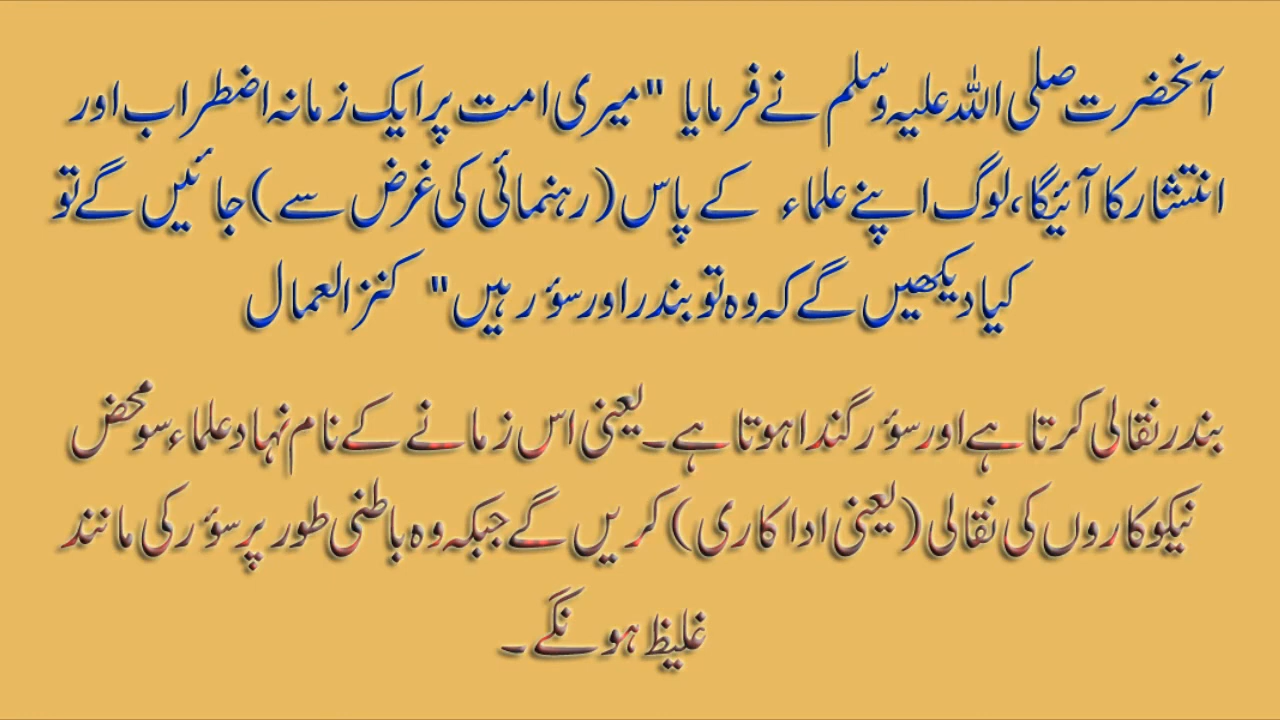 آنحضرت صلی اللہ علیہ وسلم نے فرمایا "میری امت پر ایک زمانہ اضطراب اور
انتشار کا آئیگا، لوگ اپنے علماء کے پاس (رہنمائی کی غرض سے) جائیں گے تو
کیا دیکھیں گے کہ وہ تو بندر اور سؤر ہیں" کنز العمال
بندر نقالی کرتا ہے اور سؤر گندا ہوتا ہے۔ یعنی اس زمانے کے نام نہاد علماء سو محض
نیکوکاروں کی نقالی (یعنی اداکاری) کریں گے جبکہ وہ باطنی طور پر سؤر کی مانند
غلیظ ہونگے۔